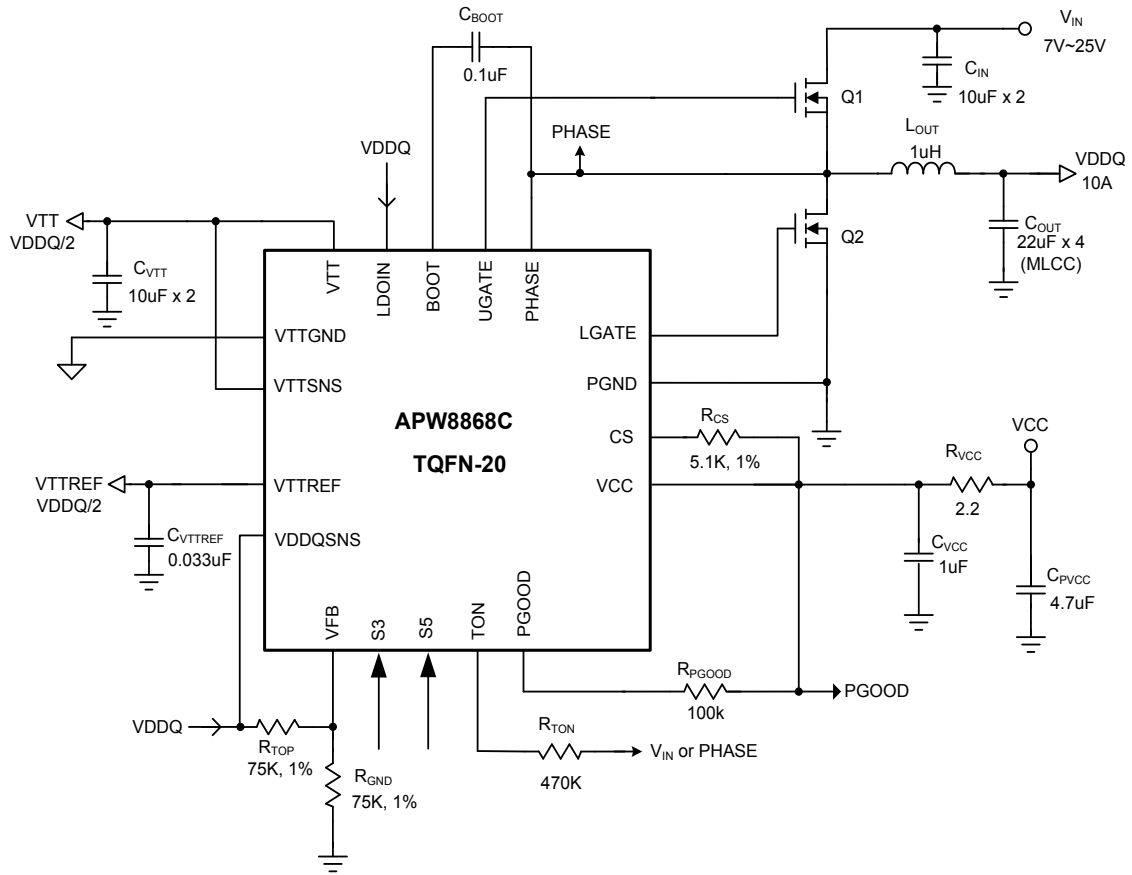 CBOOT
0.1uF
VIN
7V~25V
CIN
10uF x 2
Q1
PHASE
LOUT
1uH
VDDQ
VDDQ
10A
VTT
VDDQ/2
Q2
COUT
22uF x 4
(MLCC)
CVTT
10uF x 2
VTT
LDOIN
BOOT
UGATE
PHASE
VTTGND
LGATE
VTTSNS
PGND
APW8868C
TQFN-20
CS
RCS
5.1K, 1%
VCC
RVCC
2.2
VTTREF
VDDQ/2
VTTREF
VCC
CVTTREF
0.033uF
VDDQSNS
CVCC
1uF
CPVCC
4.7uF
VFB
S3
S5
TON
PGOOD
RPGOOD
100k
PGOOD
VDDQ
RTOP
75K, 1%
RTON
470K
VIN or PHASE
RGND
75K, 1%